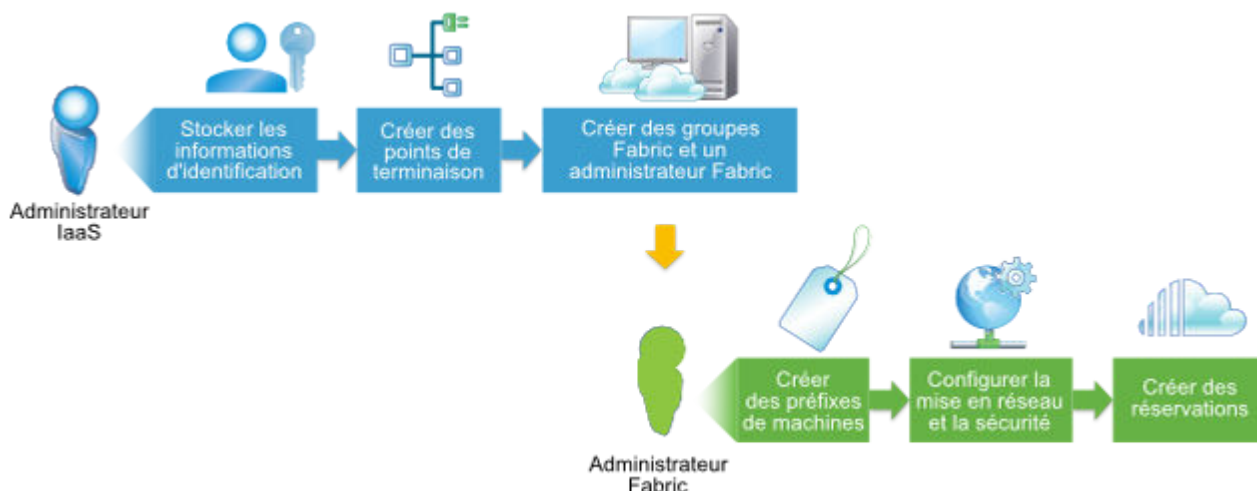 Stocker les
informations
d'identification
Créer des
points de
terminaison
Créer des groupes
Fabric et un
administrateur Fabric
Administrateur
IaaS
Créer
des préfixes
de machines
Configurer la
mise en réseau
et la sécurité
Créer des
réservations
Administrateur
Fabric